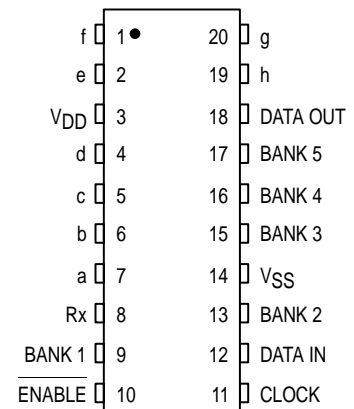 f 1 20 g
e 2 19 h
VDD 3 18 DATA OUT
d 4 17 BANK 5
c 5 16 BANK 4
b 6 15 BANK 3
a 7 14 VSS
Rx 8 13 BANK 2
BANK 1 9 12 DATA IN
ENABLE 10 11 CLOCK